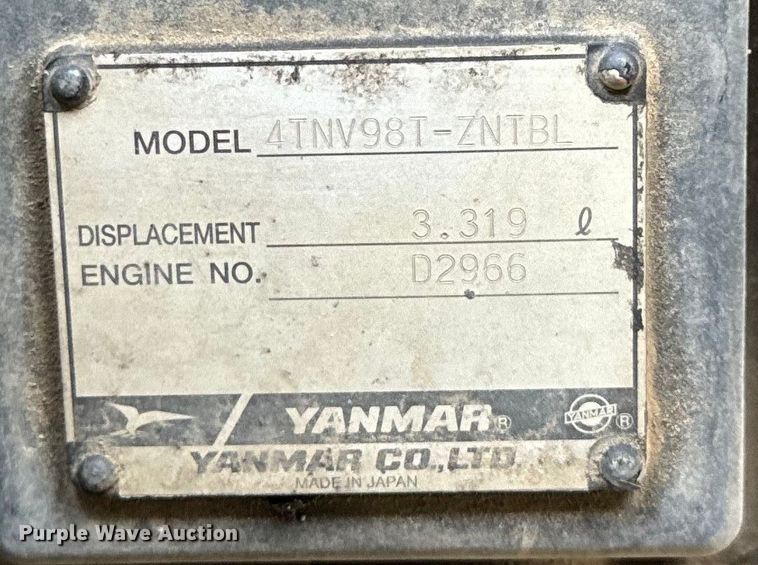 MODEL 4TNV98T-ZNTBL
DISPLACEMENT 3.319 ℓ
ENGINE NO. D2966
YANMAR® YANMAR ®
YANMAR CO.,LTD.
MADE IN JAPAN
Purple Wave Auction